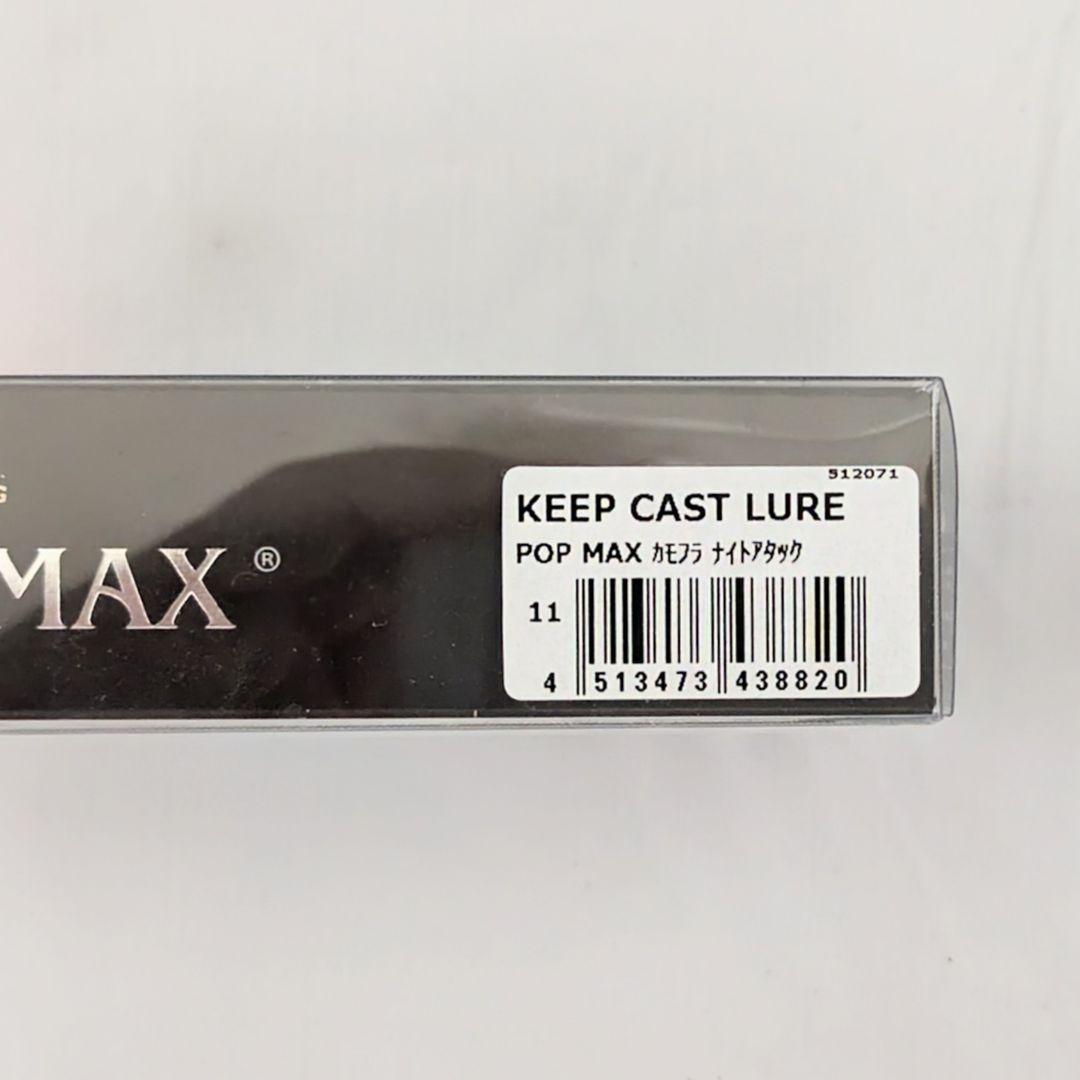 512071
KEEP CAST LURE
POP MAX ｶﾓﾌﾗ ﾅｲﾄｱﾀｯｸ
11
4 513473 438820
G
MAX®